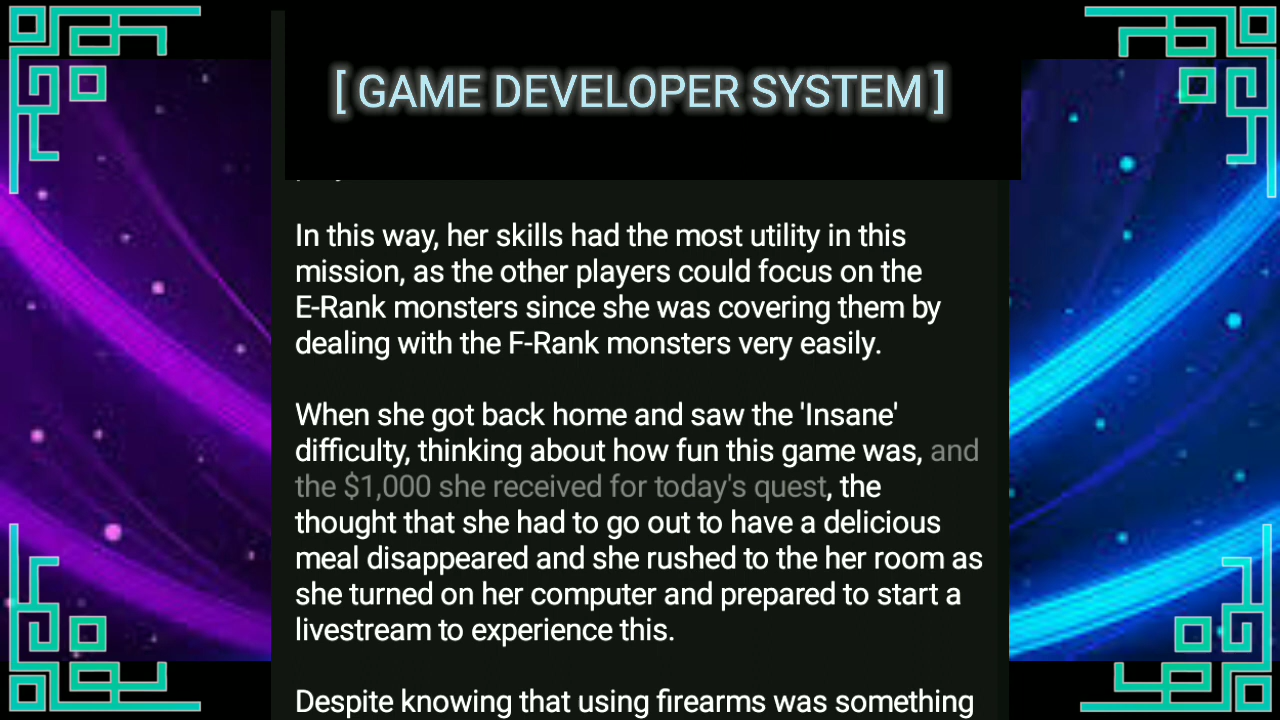 [ GAME DEVELOPER SYSTEM ]
In this way, her skills had the most utility in this
mission, as the other players could focus on the
E-Rank monsters since she was covering them by
dealing with the F-Rank monsters very easily.
When she got back home and saw the 'Insane'
difficulty, thinking about how fun this game was, and
the $1,000 she received for today's quest, the
thought that she had to go out to have a delicious
meal disappeared and she rushed to the her room as
she turned on her computer and prepared to start a
livestream to experience this.
Despite knowing that using firearms was something